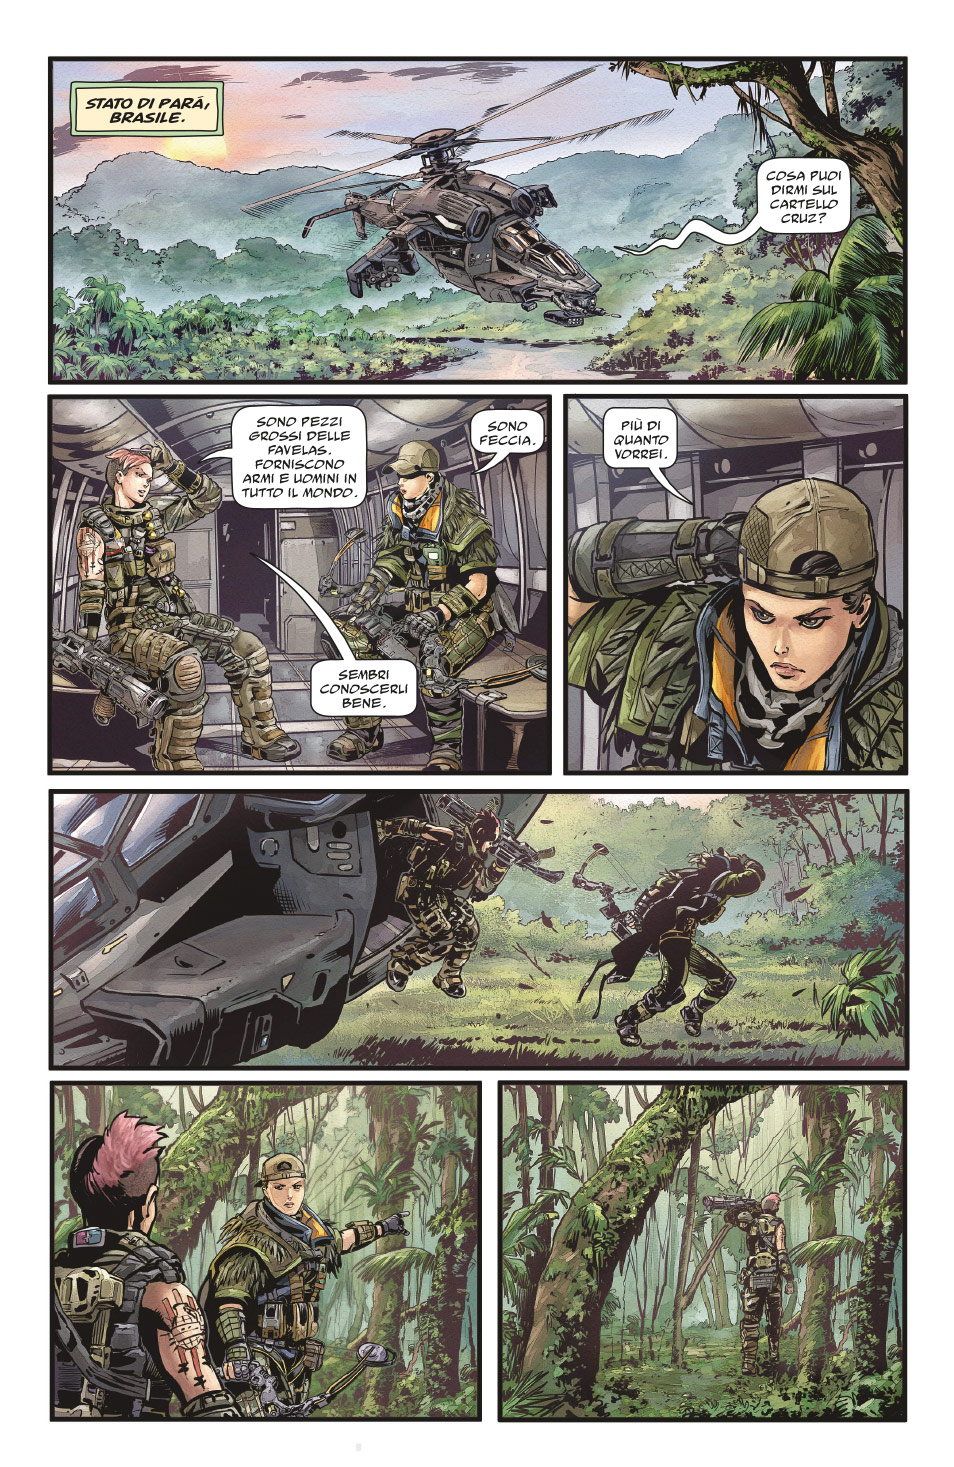 STATO DI PARÁ,
BRASILE.
COSA PUOI
DIRMI SUL
CARTELLO
CRUZ?
SONO PEZZI
GROSSI DELLE
FAVELAS.
FORNISCONO
ARMI E UOMINI IN
TUTTO IL MONDO.
SONO
FECCIA.
SEMBRI
CONOSCERLI
BENE.
PIÙ DI
QUANTO
VORREI.